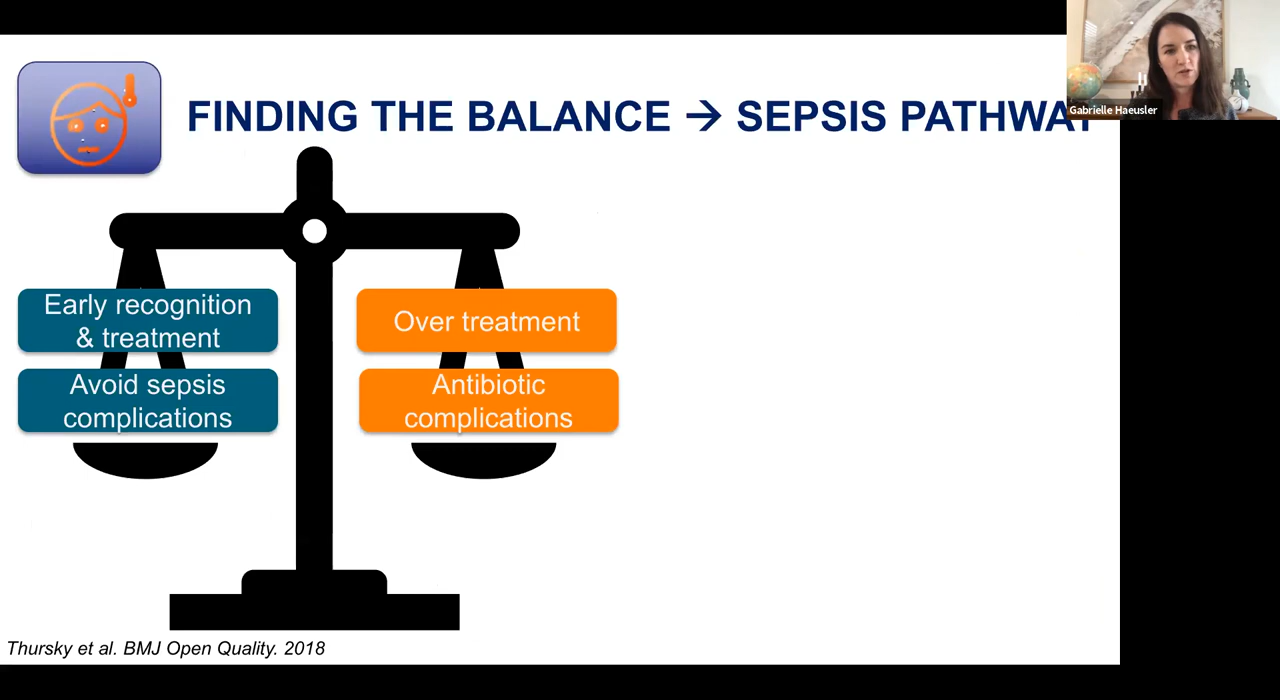 FINDING THE BALANCE → SEPSIS PATHWAY
Gabrielle Haeusler
Early recognition
& treatment
Over treatment
Avoid sepsis
complications
Antibiotic
complications
Thursky et al. BMJ Open Quality. 2018